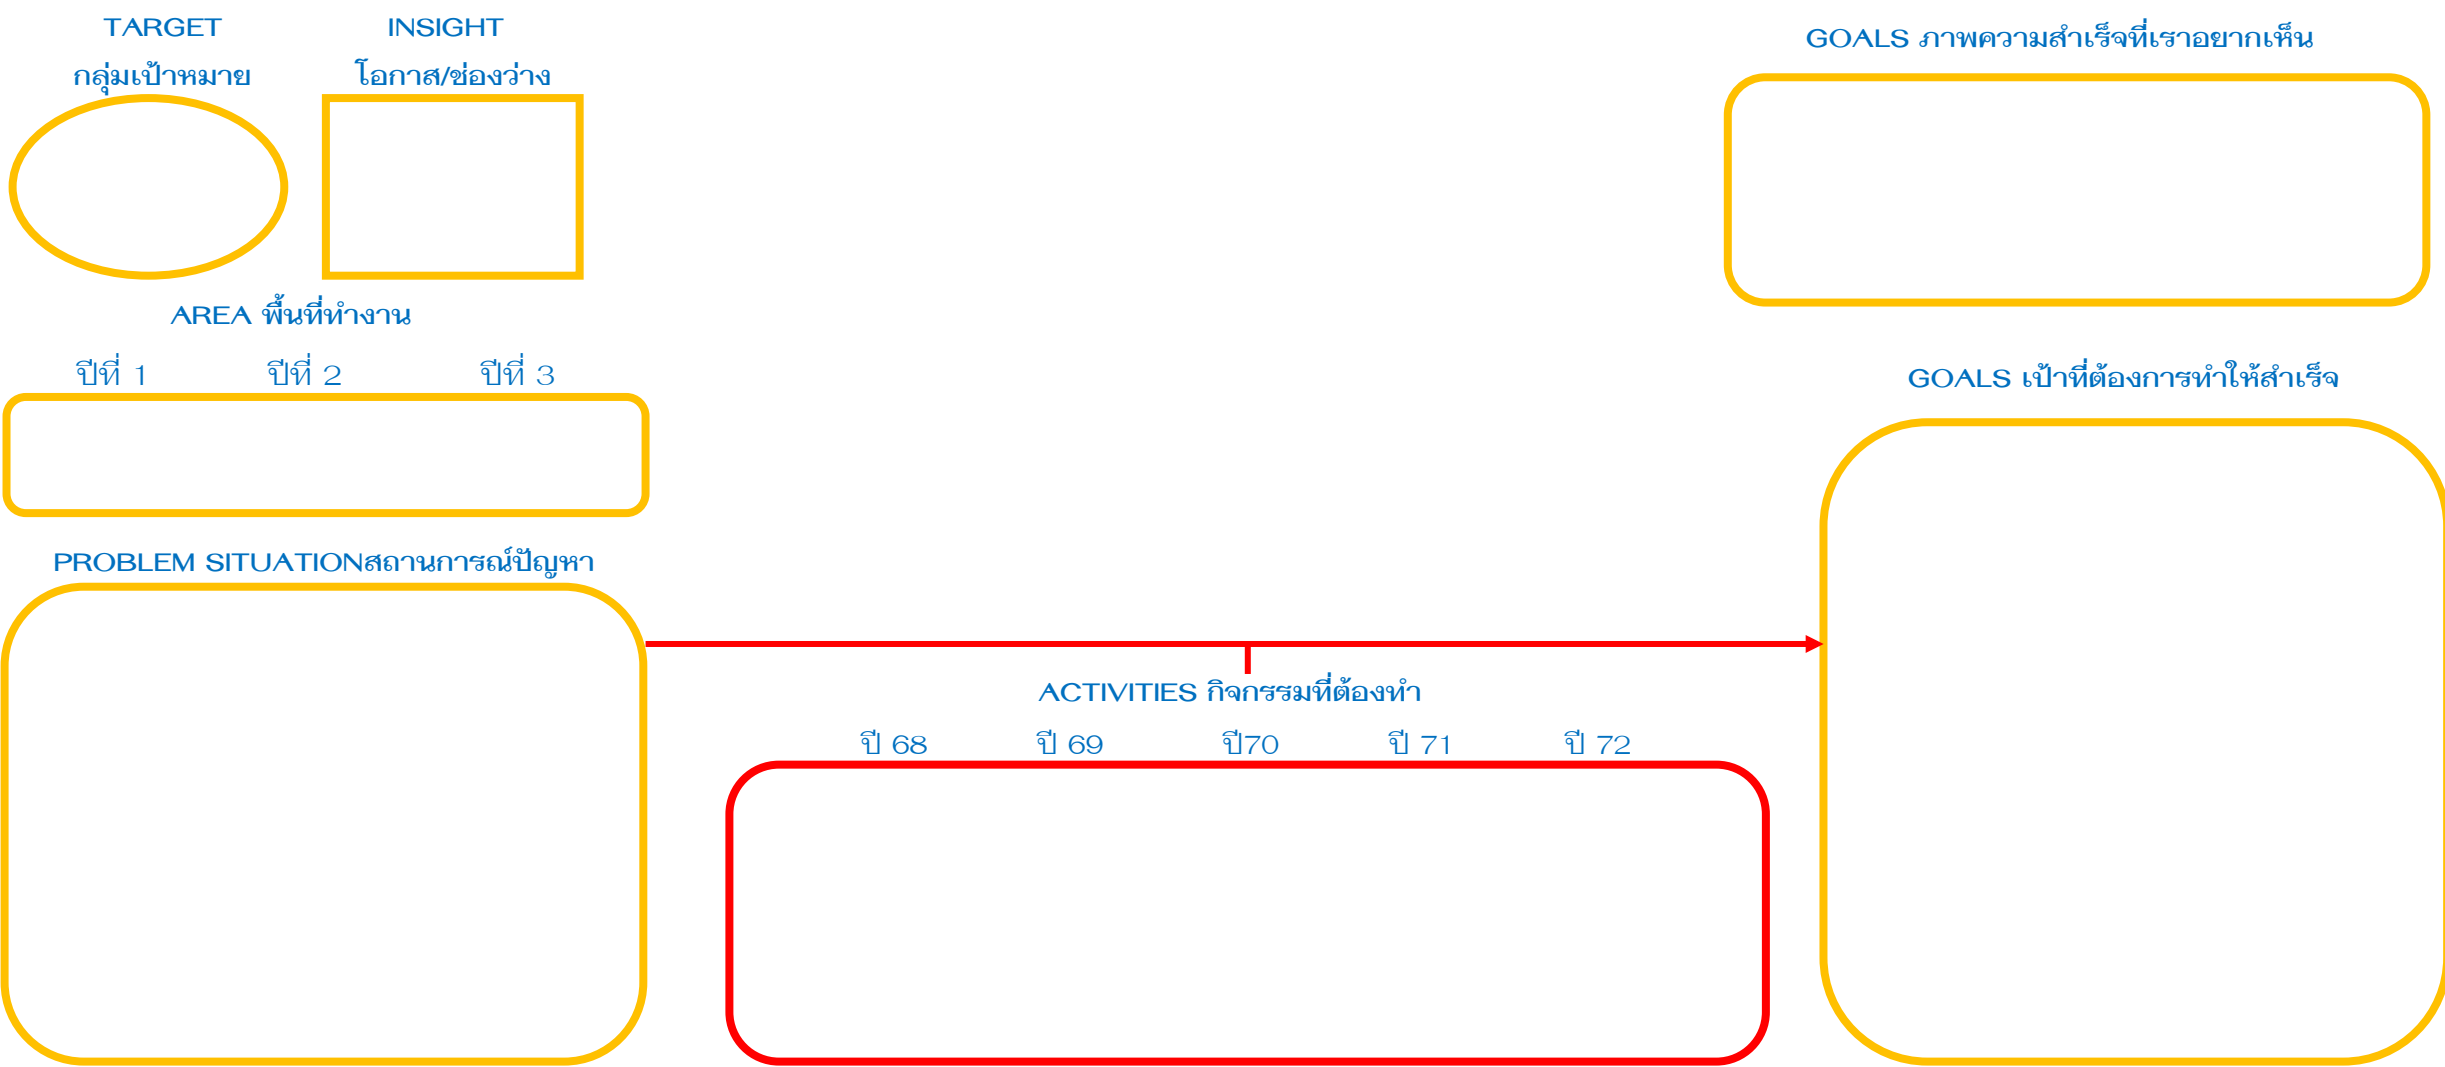 TARGET
กลุ่มเป้าหมาย
INSIGHT
โอกาส/ช่องว่าง
GOALS ภาพความสำเร็จที่เราอยากเห็น
AREA พื้นที่ทำงาน
ปีที่ 1 ปีที่ 2 ปีที่ 3
GOALS เป้าที่ต้องการทำให้สำเร็จ
PROBLEM SITUATIONสถานการณ์ปัญหา
ACTIVITIES กิจกรรมที่ต้องทำ
ปี 68 ปี 69 ปี70 ปี 71 ปี 72